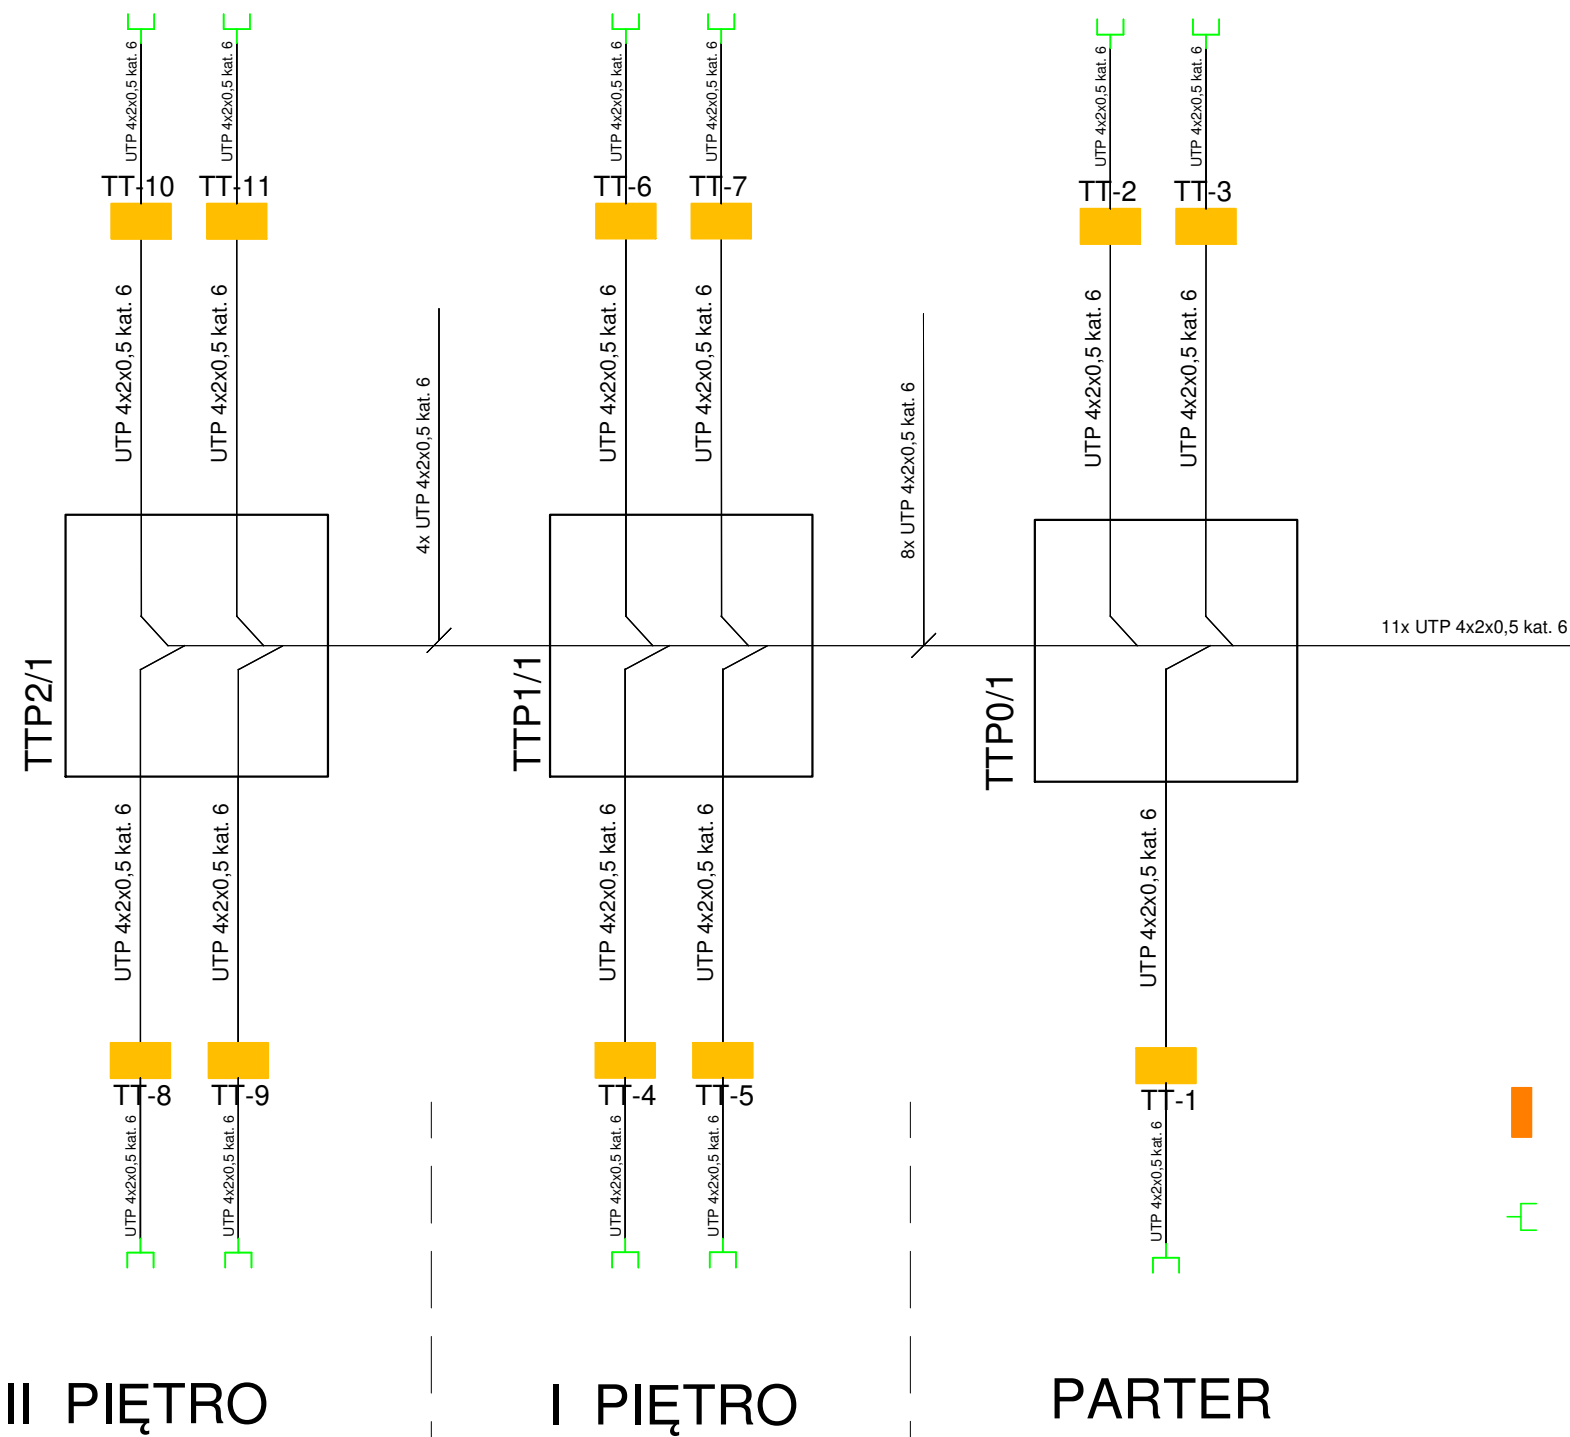 UTP 4x2x0,5 kat. 6
UTP 4x2x0,5 kat. 6
UTP 4x2x0,5 kat. 6
UTP 4x2x0,5 kat. 6
UTP 4x2x0,5 kat. 6
UTP 4x2x0,5 kat. 6
TT-10
TT-11
TT-6
TT-7
TT-2
TT-3
UTP 4x2x0,5 kat. 6
UTP 4x2x0,5 kat. 6
4x UTP 4x2x0,5 kat. 6
UTP 4x2x0,5 kat. 6
UTP 4x2x0,5 kat. 6
8x UTP 4x2x0,5 kat. 6
UTP 4x2x0,5 kat. 6
UTP 4x2x0,5 kat. 6
11x UTP 4x2x0,5 kat. 6
TTP2/1
TTP1/1
TTP0/1
UTP 4x2x0,5 kat. 6
UTP 4x2x0,5 kat. 6
UTP 4x2x0,5 kat. 6
UTP 4x2x0,5 kat. 6
UTP 4x2x0,5 kat. 6
TT-8
TT-9
TT-4
TT-5
TT-1
UTP 4x2x0,5 kat. 6
UTP 4x2x0,5 kat. 6
UTP 4x2x0,5 kat. 6
UTP 4x2x0,5 kat. 6
UTP 4x2x0,5 kat. 6
II PIĘTRO
I PIĘTRO
PARTER